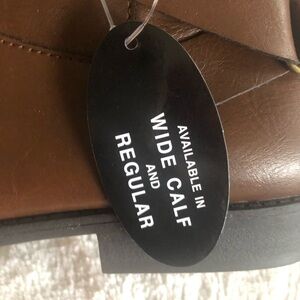 AVAILABLE IN
WIDE CALF
AND
REGULAR